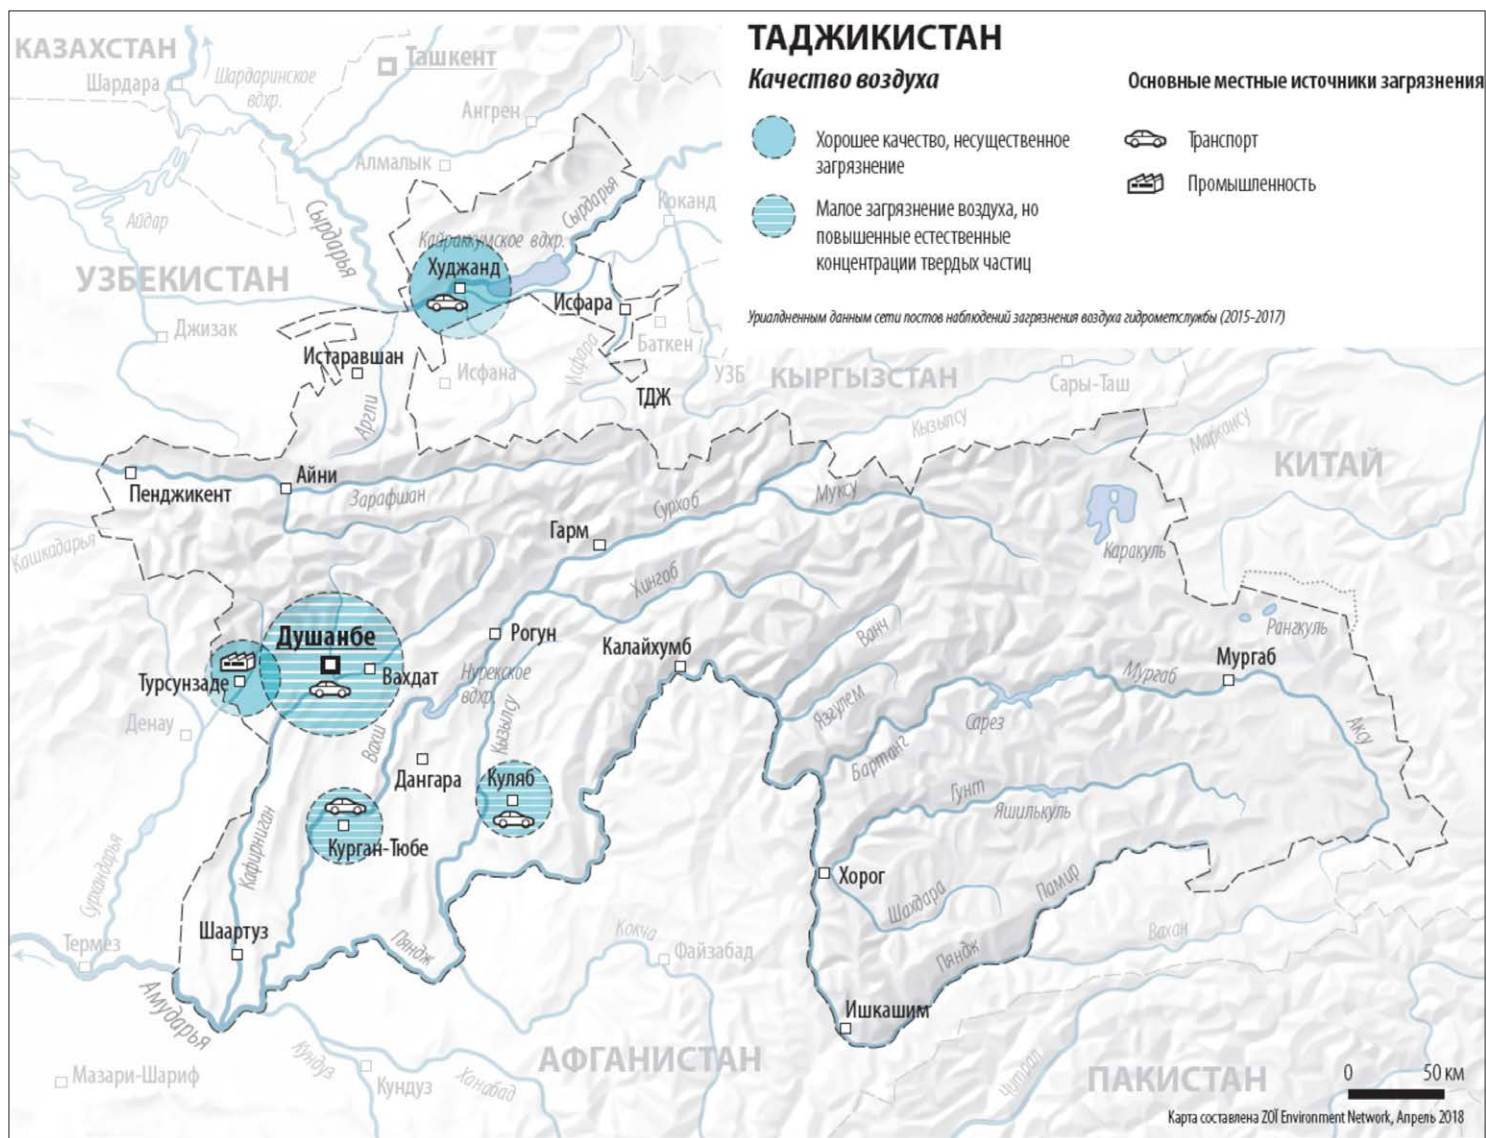 ТАДЖИКИСТАН
Качество воздуха
Хорошее качество, несущественное
загрязнение
Малое загрязнение воздуха, но
повышенные естественные
концентрации твердых частиц
Основные местные источники загрязнения
Транспорт
Промышленность
Уриалдненным данным сети постов наблюдений загрязнения воздуха гидрометслужбы (2015-2017)
КАЗАХСТАН
Ташкент
Шардара
Шардаринское
вдхр.
Ангрен
Алмалык
Айдар
Сырдарья
Сырдарья
Коканд
Кайраккумское вдхр.
УЗБЕКИСТАН
Худжанд
Исфара
Джизак
Баткен
Истаравшан
Исфана
Исфара
УЗБ
КЫРГЫЗСТАН
Сары-Таш
ТДЖ
Аргли
Кызылсу
Маркансу
КИТАЙ
Пенджикент
Айни
Зарафшан
Сурхоб
Муксу
Гарм
Каракуль
Кашкадарья
Хингоб
Душанбе
Рогун
Калайхумб
Ванч
Рангкуль
Мургаб
Турсунзаде
Вахдат
Нурекское
вдхр.
Мургаб
Денау
Вахш
Кызылсу
Язгулем
Сарез
Аксу
Дангара
Куляб
Бартанг
Гунт
Яшилькуль
Курган-Тюбе
Кафирниган
Сурхандарья
Хорог
Шахдара
Памир
Шаартуз
Термез
Пяндж
Кокча
Файзабад
Пяндж
Вахан
Амударья
Ишкашим
Мазари-Шариф
Кундуз
Кундуз
Ханабад
АФГАНИСТАН
Читрал
ПАКИСТАН
0 50 км
Карта составлена ZOÏ Environment Network, Апрель 2018